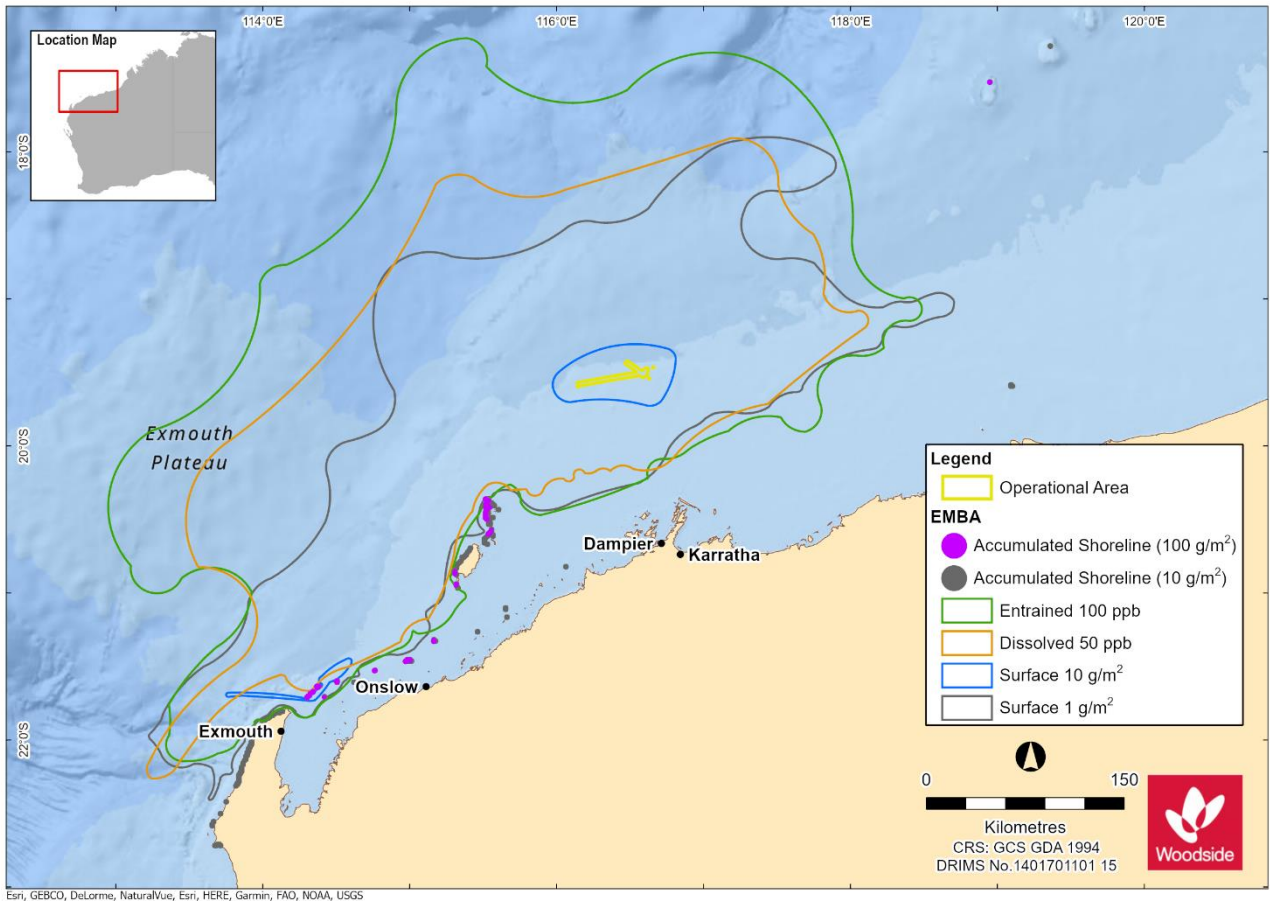 114°0'E
116°0'E
118°0'E
120°0'E
Location Map
18°0'S
20°0'S
22°0'S
Exmouth
Plateau
Dampier
Karratha
Onslow
Exmouth
Legend
Operational Area
EMBA
Accumulated Shoreline (100 g/m²)
Accumulated Shoreline (10 g/m²)
Entrained 100 ppb
Dissolved 50 ppb
Surface 10 g/m²
Surface 1 g/m²
0
150
Kilometres
CRS: GCS GDA 1994
DRIMS No.1401701101 15
Woodside
Esri, GEBCO, DeLorme, NaturalVue, Esri, HERE, Garmin, FAO, NOAA, USGS